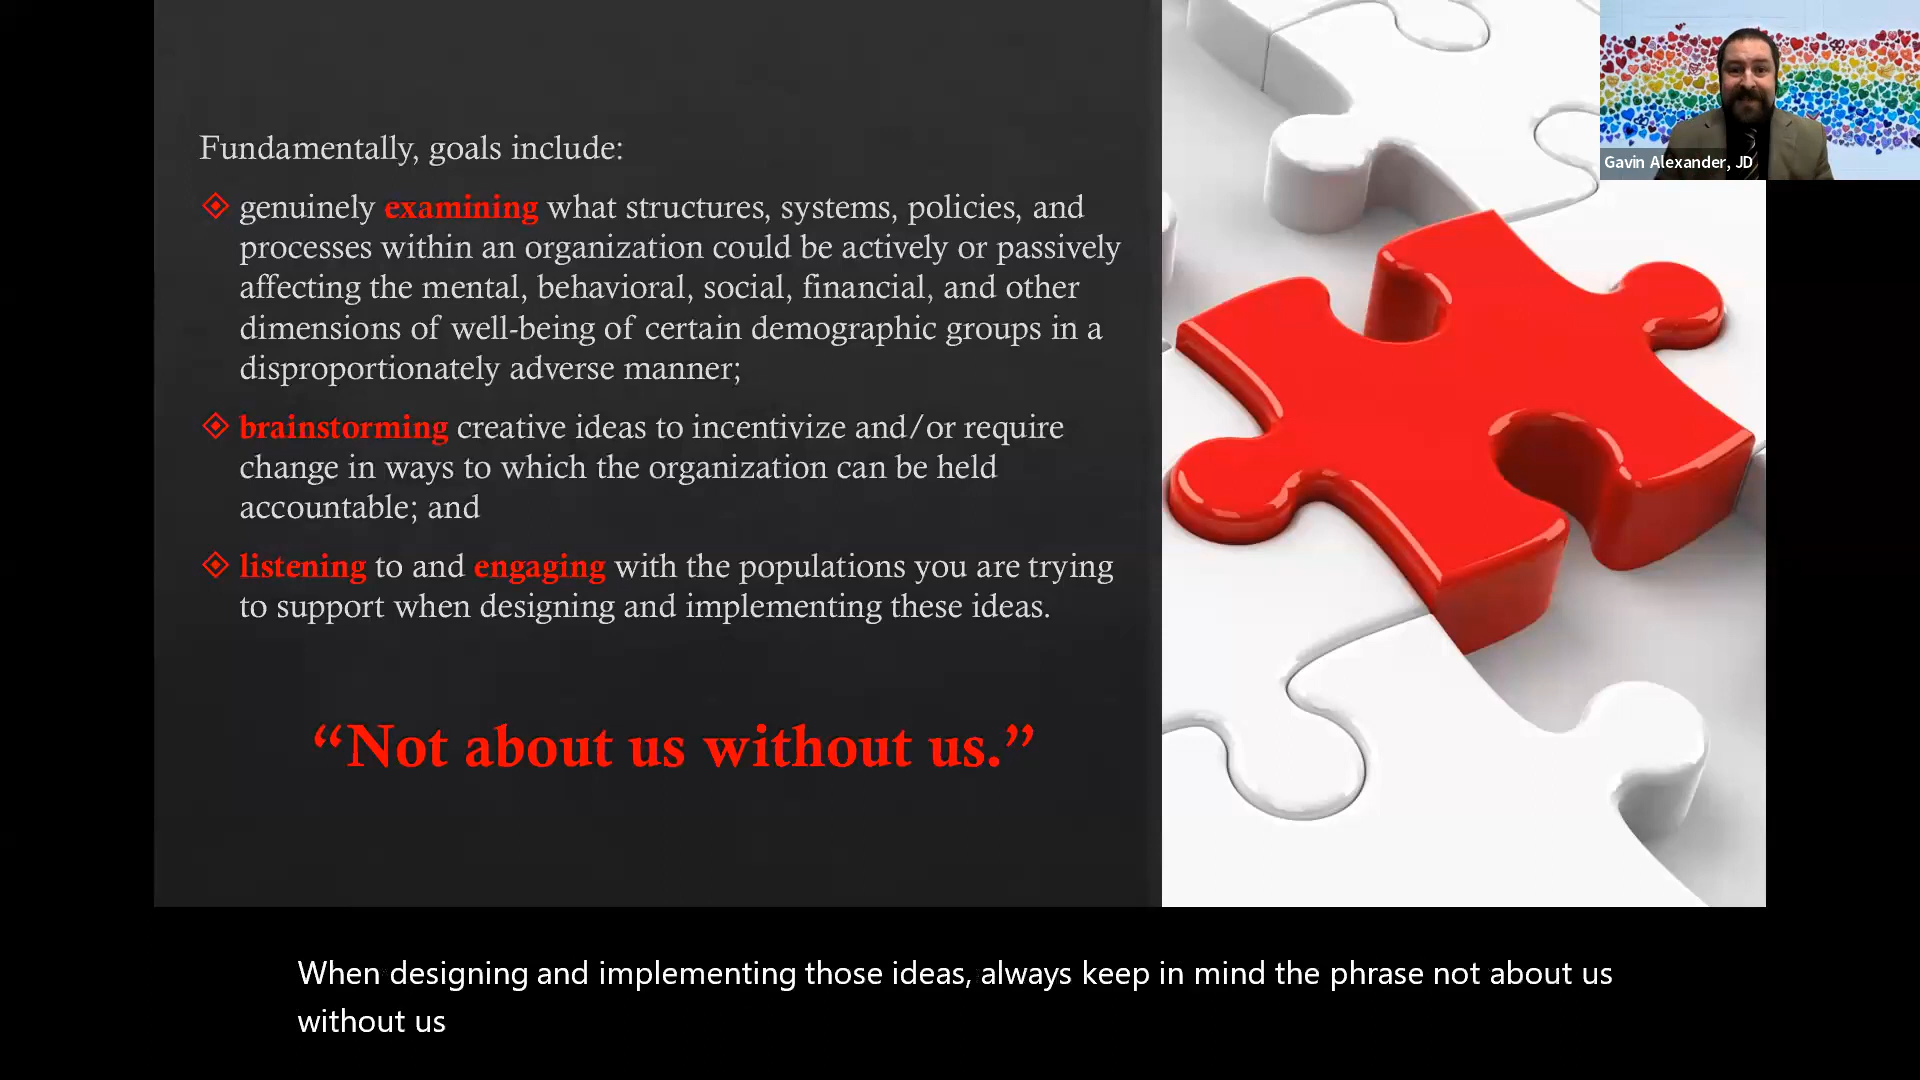 Gavin Alexander, JD
Fundamentally, goals include:
genuinely examining what structures, systems, policies, and
processes within an organization could be actively or passively
affecting the mental, behavioral, social, financial, and other
dimensions of well-being of certain demographic groups in a
disproportionately adverse manner;
brainstorming creative ideas to incentivize and/or require
change in ways to which the organization can be held
accountable; and
listening to and engaging with the populations you are trying
to support when designing and implementing these ideas.
“Not about us without us.”
When designing and implementing those ideas, always keep in mind the phrase not about us
without us